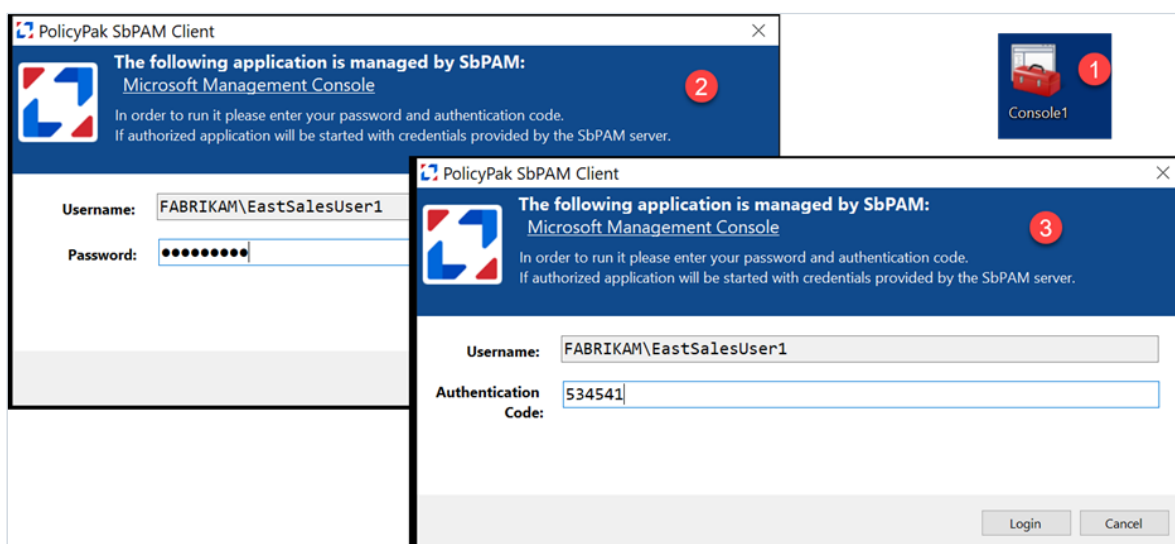 PolicyPak SbPAM Client
The following application is managed by SbPAM:
Microsoft Management Console
2
In order to run it please enter your password and authentication code.
If authorized application will be started with credentials provided by the SbPAM server.
Username:
FABRIKAM\EastSalesUser1
Password:
●●●●●●●●●
1
Console1
PolicyPak SbPAM Client
The following application is managed by SbPAM:
Microsoft Management Console
3
In order to run it please enter your password and authentication code.
If authorized application will be started with credentials provided by the SbPAM server.
Username:
FABRIKAM\EastSalesUser1
Authentication
Code:
534541
Login
Cancel